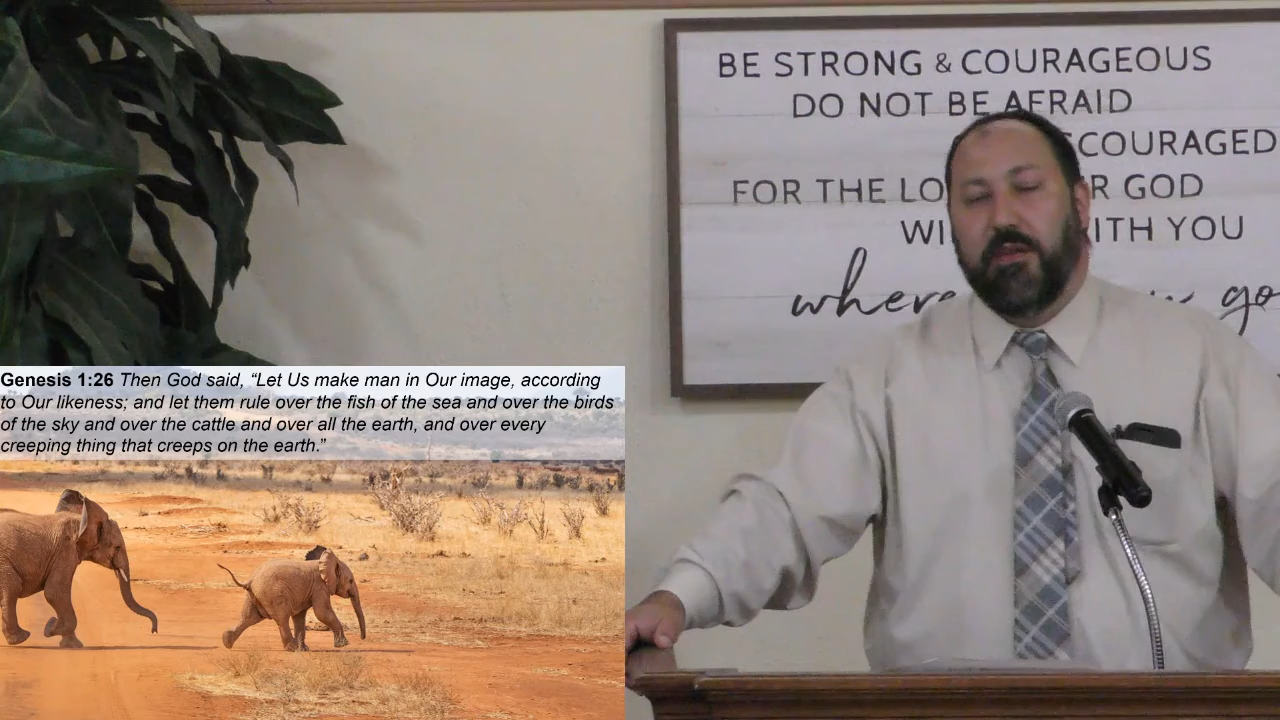 BE STRONG & COURAGEOUS
DO NOT BE AFRAID
COURAGED
FOR THE LO R GOD
WI ITH YOU
where go
Genesis 1:26 Then God said, “Let Us make man in Our image, according
to Our likeness; and let them rule over the fish of the sea and over the birds
of the sky and over the cattle and over all the earth, and over every
creeping thing that creeps on the earth.”